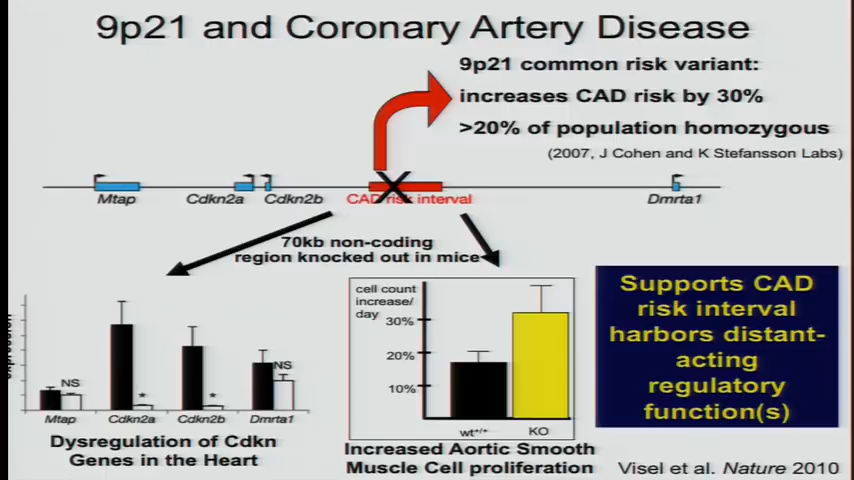 9p21 and Coronary Artery Disease
9p21 common risk variant:
increases CAD risk by 30%
>20% of population homozygous
(2007, J Cohen and K Stefansson Labs)
Mtap
Cdkn2a
Cdkn2b
CAD risk interval
Dmrta1
70kb non-coding
region knocked out in mice
NS
*
*
NS
Mtap
Cdkn2a
Cdkn2b
Dmrta1
Dysregulation of Cdkn
Genes in the Heart
cell count
increase/
day
30%
20%
10%
wt+/+
KO
Increased Aortic Smooth
Muscle Cell proliferation
Supports CAD
risk interval
harbors distant-
acting
regulatory
function(s)
Visel et al. Nature 2010